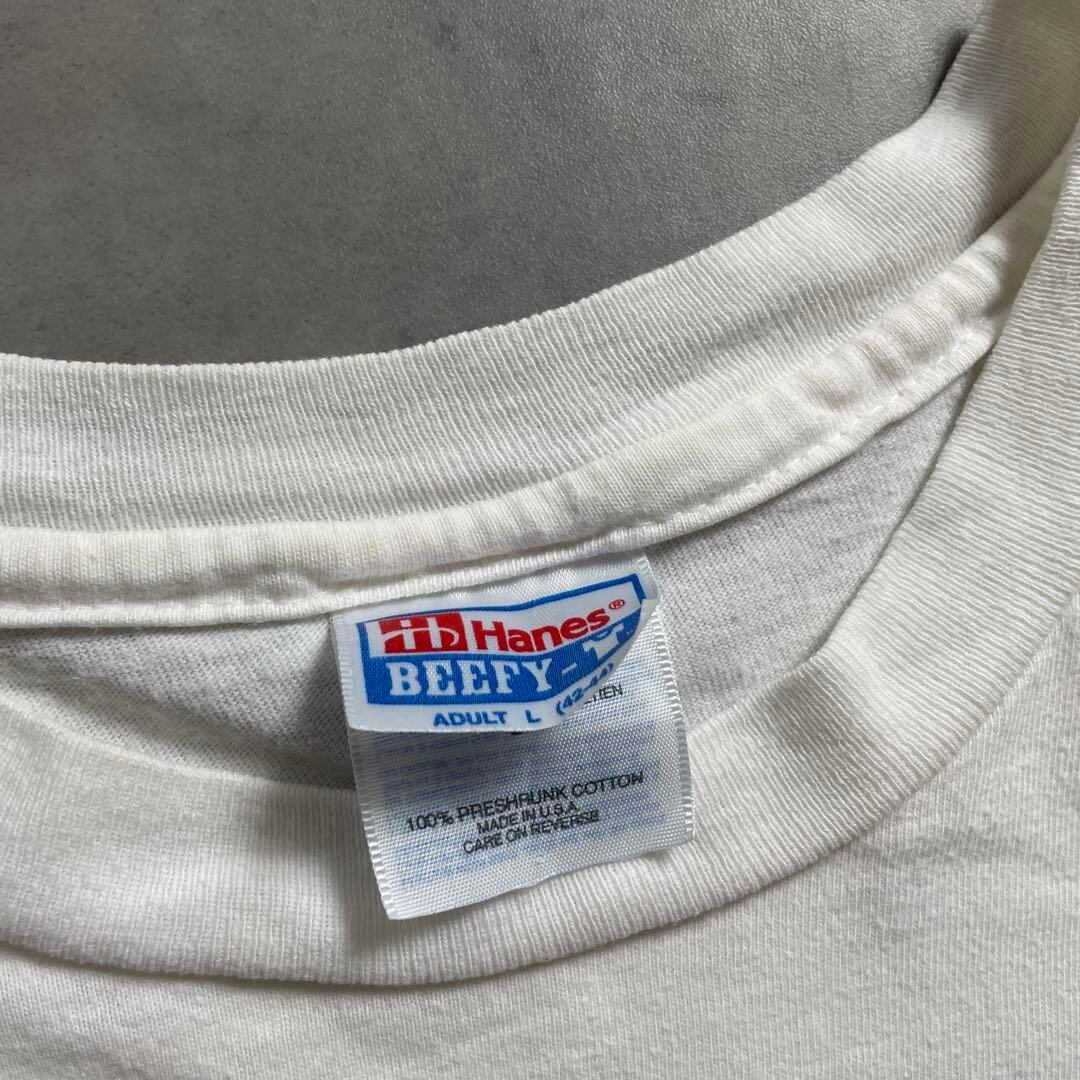 Hanes®
BEEFY-T
ADULT L (42-44)
100% PRESHRUNK COTTON
MADE IN U.S.A.
CARE ON REVERSE